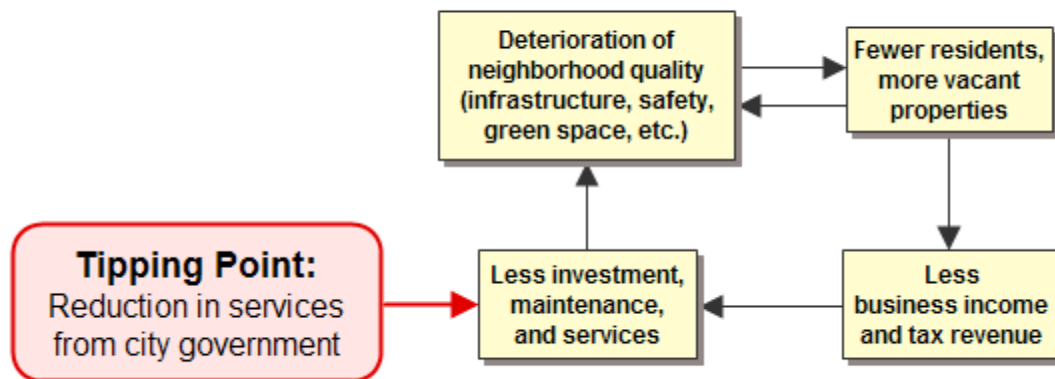 Deterioration of
neighborhood quality
(infrastructure, safety,
green space, etc.)
Fewer residents,
more vacant
properties
Tipping Point:
Reduction in services
from city government
Less investment,
maintenance,
and services
Less
business income
and tax revenue